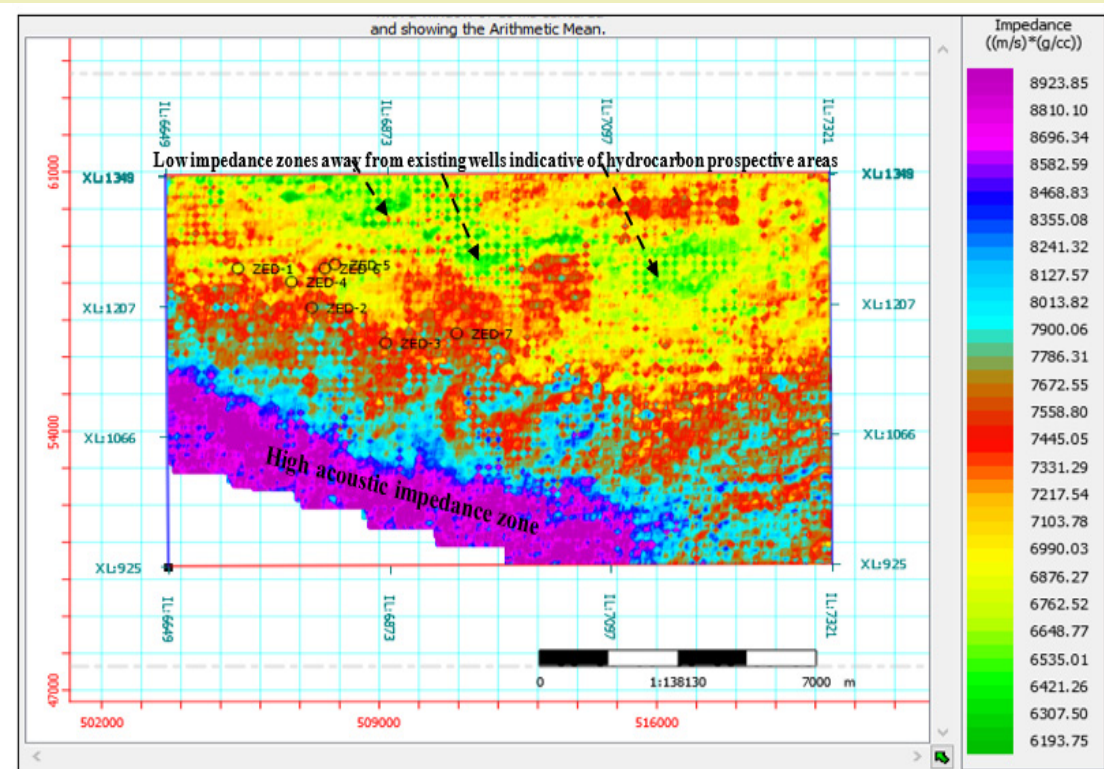 and showing the Arithmetic Mean.
Impedance
((m/s)*(g/cc))
8923.85
8810.10
8696.34
8582.59
8468.83
8355.08
8241.32
8127.57
8013.82
7900.06
7786.31
7672.55
7558.80
7445.05
7331.29
7217.54
7103.78
6990.03
6876.27
6762.52
6648.77
6535.01
6421.26
6307.50
6193.75
IL:6649
IL:6873
IL:7097
IL:7321
Low impedance zones away from existing wells indicative of hydrocarbon prospective areas
61000
ZED-1
ZED-5
ZED-6
ZED-4
XL:1207
ZED-2
XL:1207
ZED-3
ZED-7
54000
XL:1066
XL:1066
High acoustic impedance zone
XL:925
XL:925
IL:6649
IL:6873
IL:7097
IL:7321
47000
0
1:138130
7000 m
502000
509000
516000